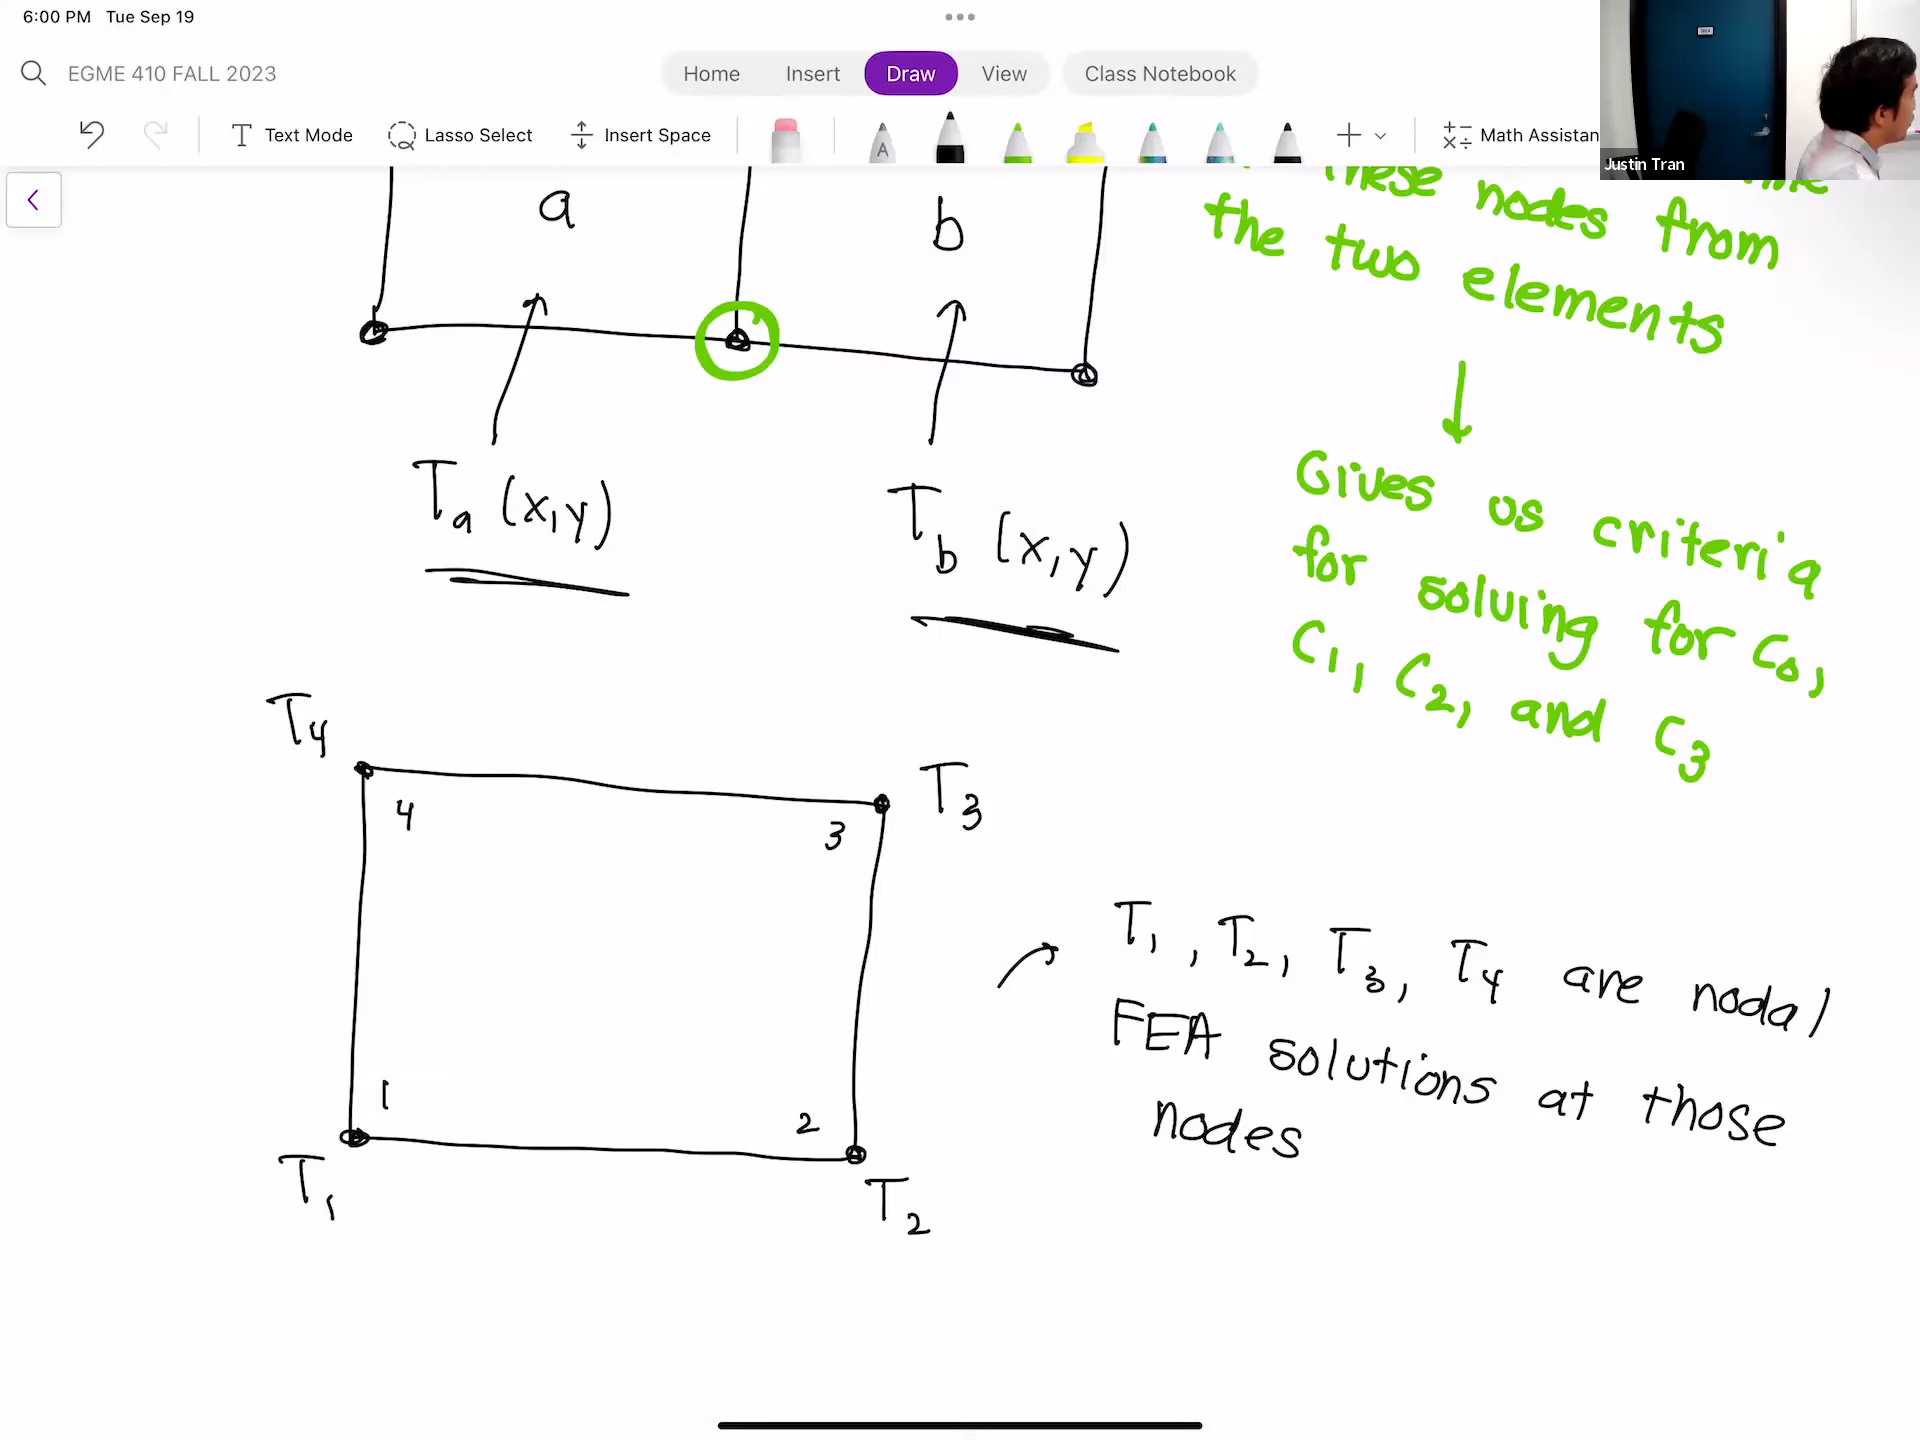 6:00 PM Tue Sep 19
EGME 410 FALL 2023
Home Insert Draw View Class Notebook
Text Mode Lasso Select Insert Space Math Assistan
Justin Tran
these nodes from
the two elements
a
b
Gives us criteria
for solving for C0,
C1, C2, and C3
Ta (x,y)
Tb (x,y)
T4
T3
4
3
1
2
T1
T2
T1, T2, T3, T4 are nodal
FEA solutions at those
nodes